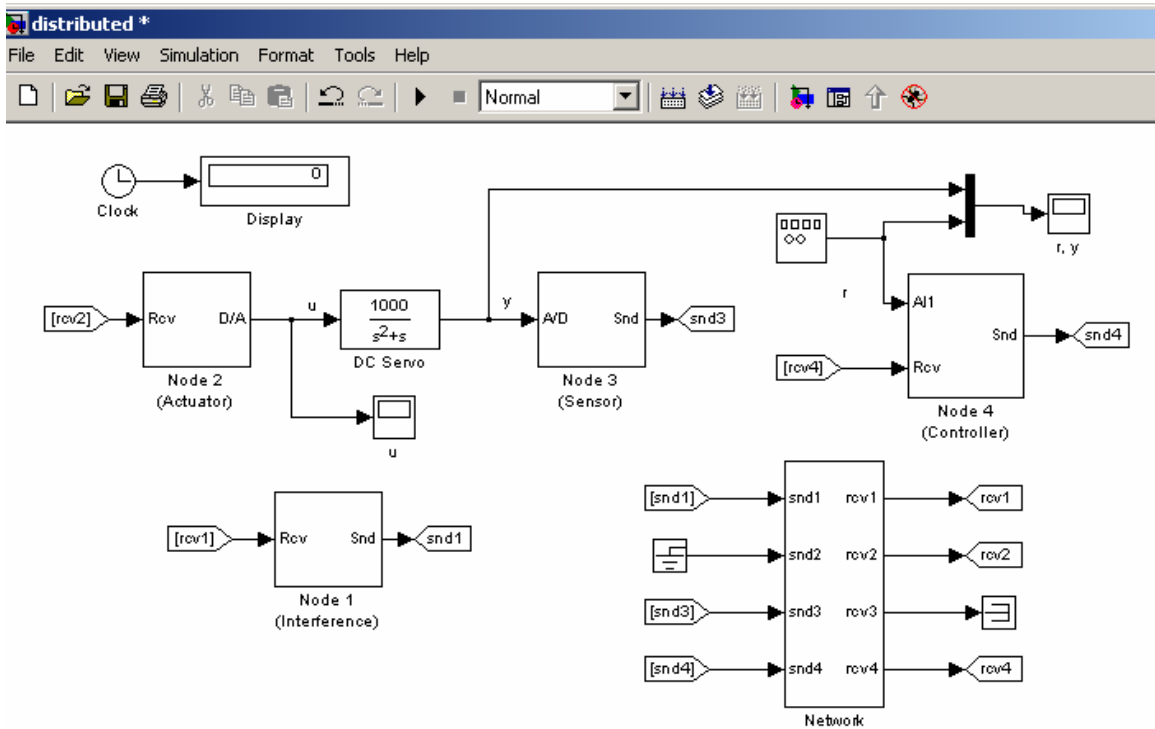 distributed *
File Edit View Simulation Format Tools Help
Normal
Clock
0
Display
r, y
[rcv2]
Rcv D/A
Node 2
(Actuator)
u
1000
s²+s
DC Servo
y
A/D Snd
Node 3
(Sensor)
snd3
r
AI1
Snd
Rcv
[rcv4]
snd4
Node 4
(Controller)
u
[rcv1]
Rcv Snd
snd1
Node 1
(Interference)
[snd1]
snd1 rcv1
rcv1
snd2 rcv2
rcv2
[snd3]
snd3 rcv3
[snd4]
snd4 rcv4
rcv4
Network